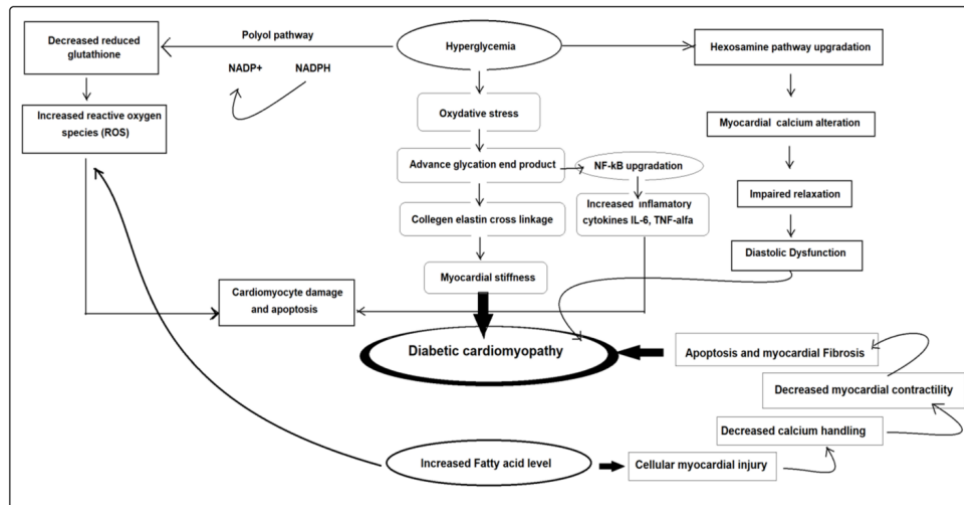 Decreased reduced
glutathione
Polyol pathway
Hyperglycemia
Hexosamine pathway upgradation
NADP+
NADPH
Increased reactive oxygen
species (ROS)
Oxydative stress
Myocardial calcium alteration
Advance glycation end product
NF-kB upgradation
Impaired relaxation
Collegen elastin cross linkage
Increased inflamatory
cytokines IL-6, TNF-alfa
Diastolic Dysfunction
Myocardial stiffness
Cardiomyocyte damage
and apoptosis
Diabetic cardiomyopathy
Apoptosis and myocardial Fibrosis
Decreased myocardial contractility
Decreased calcium handling
Increased Fatty acid level
Cellular myocardial injury